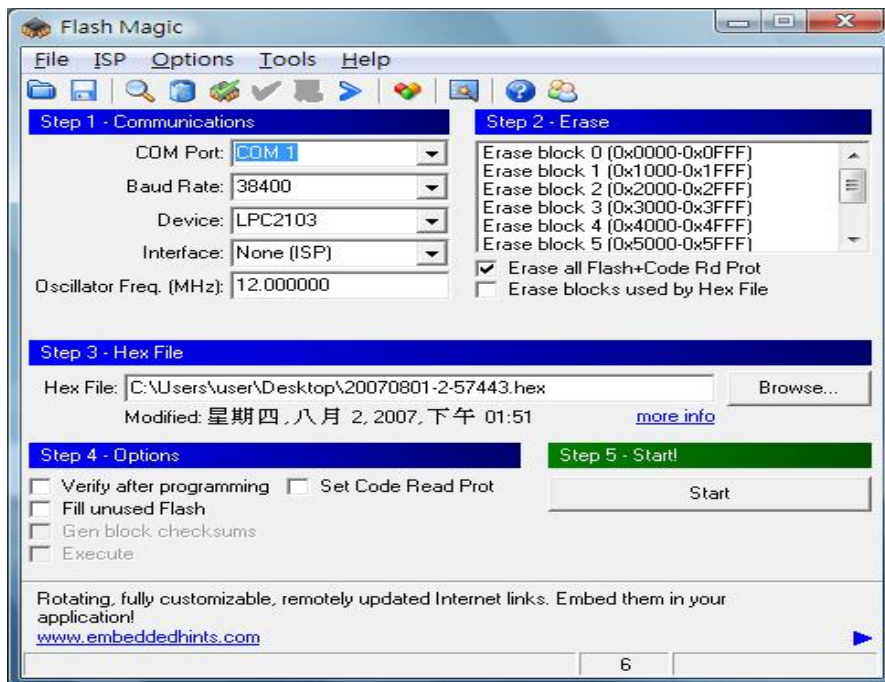 Flash Magic
File ISP Options Tools Help
Step 1 - Communications
COM Port: COM 1
Baud Rate: 38400
Device: LPC2103
Interface: None (ISP)
Oscillator Freq. (MHz): 12.000000
Step 2 - Erase
Erase block 0 (0x0000-0x0FFF)
Erase block 1 (0x1000-0x1FFF)
Erase block 2 (0x2000-0x2FFF)
Erase block 3 (0x3000-0x3FFF)
Erase block 4 (0x4000-0x4FFF)
Erase block 5 (0x5000-0x5FFF)
Erase all Flash+Code Rd Prot
Erase blocks used by Hex File
Step 3 - Hex File
Hex File: C:\Users\user\Desktop\20070801-2-57443.hex Browse...
Modified: 星期四, 八月 2, 2007, 下午 01:51 more info
Step 4 - Options
Verify after programming Set Code Read Prot
Fill unused Flash
Gen block checksums
Execute
Step 5 - Start!
Start
Rotating, fully customizable, remotely updated Internet links. Embed them in your
application!
www.embeddedhints.com
6